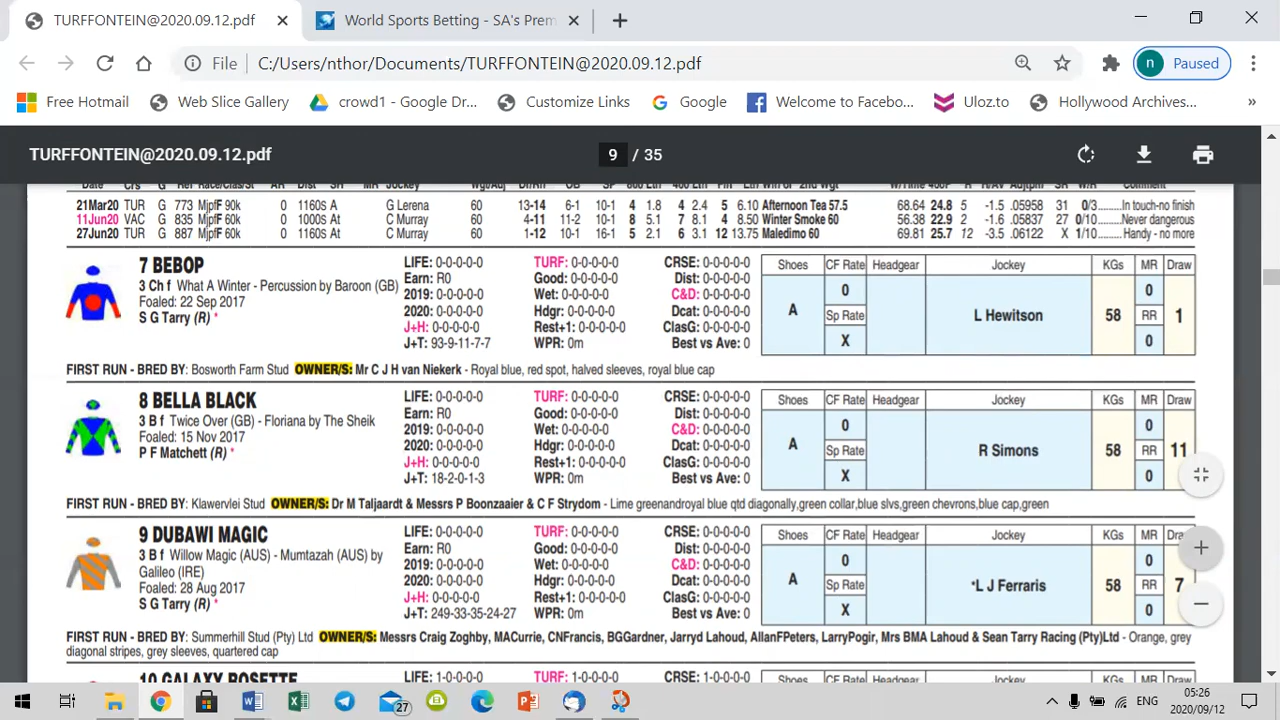 TURFFONTEIN@2020.09.12.pdf
World Sports Betting - SA's Prem
File C:/Users/nthor/Documents/TURFFONTEIN@2020.09.12.pdf n Paused
Free Hotmail Web Slice Gallery crowd1 - Google Dr... Customize Links G Google Welcome to Facebo... Uloz.to Hollywood Archives... »
TURFFONTEIN@2020.09.12.pdf 9 / 35
21Mar20 TUR G 773 MjpfF 90k 1160S A G Lerena 60 13-14 6-1 10-1 4 1.8 4 2.4 5 6.10 Afternoon Tea 57.5 68.64 24.8 5 -1.6 .05958 31 0/3....In touch-no finish
11Jun20 VAC G 835 MjpfF 60k 1000S At C Murray 60 4-11 11-2 10-1 8 5.1 7 8.1 4 8.50 Winter Smoke 60 56.38 22.9 6 -1.5 .06103 27 0/10.......Never dangerous
27Jun20 TUR G 887 MjpfF 60k 1160S At C Murray 60 1-12 10-1 16-1 5 2.1 6 3.1 12 13.75 Maledimo 60 69.81 25.7 12 -3.5 .06122 X 1/10.........Handy - no more
7 BEBOP
3 Ch f What A Winter - Percussion by Baroon (GB)
Foaled: 22 Sep 2017
S G Tarry (R) *
LIFE: 0-0-0-0-0 TURF: 0-0-0-0-0 CRSE: 0-0-0-0-0
Earn: R0 Good: 0-0-0-0-0 Dist: 0-0-0-0-0
2019: 0-0-0-0-0 Wet: 0-0-0-0-0 C&D: 0-0-0-0-0
2020: 0-0-0-0-0 Hdgr: 0-0-0-0-0 Dcat: 0-0-0-0-0
J+H: 0-0-0-0-0 Rest+1: 0-0-0-0-0 ClasG: 0-0-0-0-0
J+T: 93-9-11-7-7 WPR: 0m Best vs Ave: 0
Shoes CF Rate Headgear Jockey KGs MR Draw
A 0 Sp Rate X L Hewitson 58 0 RR 0 1
FIRST RUN - BRED BY: Bosworth Farm Stud OWNER/S: Mr C J H van Niekerk - Royal blue, red spot, halved sleeves, royal blue cap
8 BELLA BLACK
3 B f Twice Over (GB) - Floriana by The Sheik
Foaled: 15 Nov 2017
P F Matchett (R) *
LIFE: 0-0-0-0-0 TURF: 0-0-0-0-0 CRSE: 0-0-0-0-0
Earn: R0 Good: 0-0-0-0-0 Dist: 0-0-0-0-0
2019: 0-0-0-0-0 Wet: 0-0-0-0-0 C&D: 0-0-0-0-0
2020: 0-0-0-0-0 Hdgr: 0-0-0-0-0 Dcat: 0-0-0-0-0
J+H: 0-0-0-0-0 Rest+1: 0-0-0-0-0 ClasG: 0-0-0-0-0
J+T: 18-2-0-1-3 WPR: 0m Best vs Ave: 0
Shoes CF Rate Headgear Jockey KGs MR Draw
A 0 Sp Rate X R Simons 58 0 RR 0 11
FIRST RUN - BRED BY: Klawervlei Stud OWNER/S: Dr M Taljaardt & Messrs P Boonzaaier & C F Strydom - Lime greenandroyal blue qtd diagonally,green collar,blue slvs,green chevrons,blue cap,green
9 DUBAWI MAGIC
3 B f Willow Magic (AUS) - Mumtazah (AUS) by
Galileo (IRE)
Foaled: 28 Aug 2017
S G Tarry (R) *
LIFE: 0-0-0-0-0 TURF: 0-0-0-0-0 CRSE: 0-0-0-0-0
Earn: R0 Good: 0-0-0-0-0 Dist: 0-0-0-0-0
2019: 0-0-0-0-0 Wet: 0-0-0-0-0 C&D: 0-0-0-0-0
2020: 0-0-0-0-0 Hdgr: 0-0-0-0-0 Dcat: 0-0-0-0-0
J+H: 0-0-0-0-0 Rest+1: 0-0-0-0-0 ClasG: 0-0-0-0-0
J+T: 249-33-35-24-27 WPR: 0m Best vs Ave: 0
Shoes CF Rate Headgear Jockey KGs MR Dra
A 0 Sp Rate X *L J Ferraris 58 0 RR 0 7
FIRST RUN - BRED BY: Summerhill Stud (Pty) Ltd OWNER/S: Messrs Craig Zoghby, MACurrie, CNFrancis, BGGardner, Jarryd Lahoud, AllanFPeters, LarryPogir, Mrs BMA Lahoud & Sean Tarry Racing (Pty)Ltd - Orange, grey
diagonal stripes, grey sleeves, quartered cap
10 GALAXY ROSETTE LIFE: 1-0-0-0-0 TURF: 1-0-0-0-0 CRSE: 1-0-0-0-0 Shoes CF Rate Headgear Jockey KGs MR Draw
27 ENG 05:26
2020/09/12